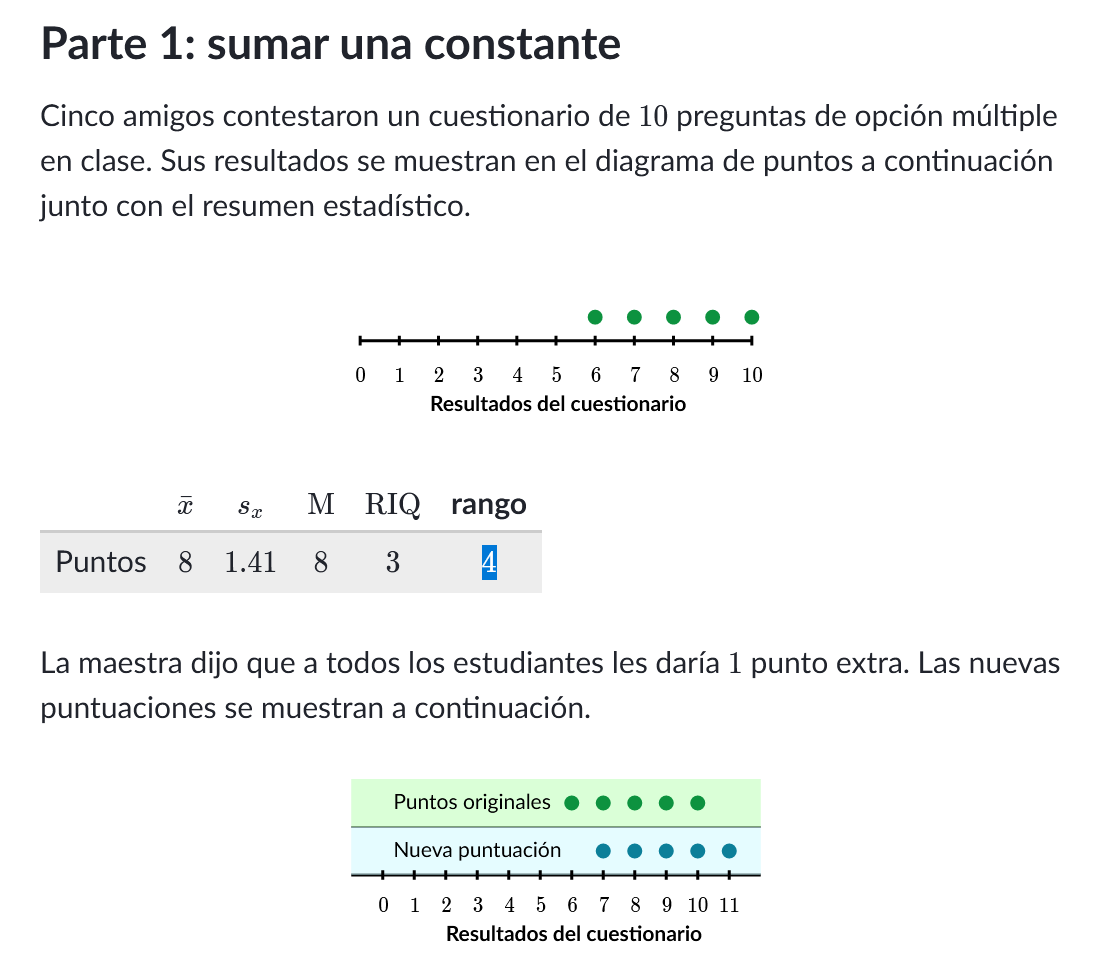 Parte 1: sumar una constante
Cinco amigos contestaron un cuestionario de 10 preguntas de opción múltiple
en clase. Sus resultados se muestran en el diagrama de puntos a continuación
junto con el resumen estadístico.
0 1 2 3 4 5 6 7 8 9 10
Resultados del cuestionario
x̄ sₓ M RIQ rango
Puntos 8 1.41 8 3 4
La maestra dijo que a todos los estudiantes les daría 1 punto extra. Las nuevas
puntuaciones se muestran a continuación.
Puntos originales
Nueva puntuación
0 1 2 3 4 5 6 7 8 9 10 11
Resultados del cuestionario